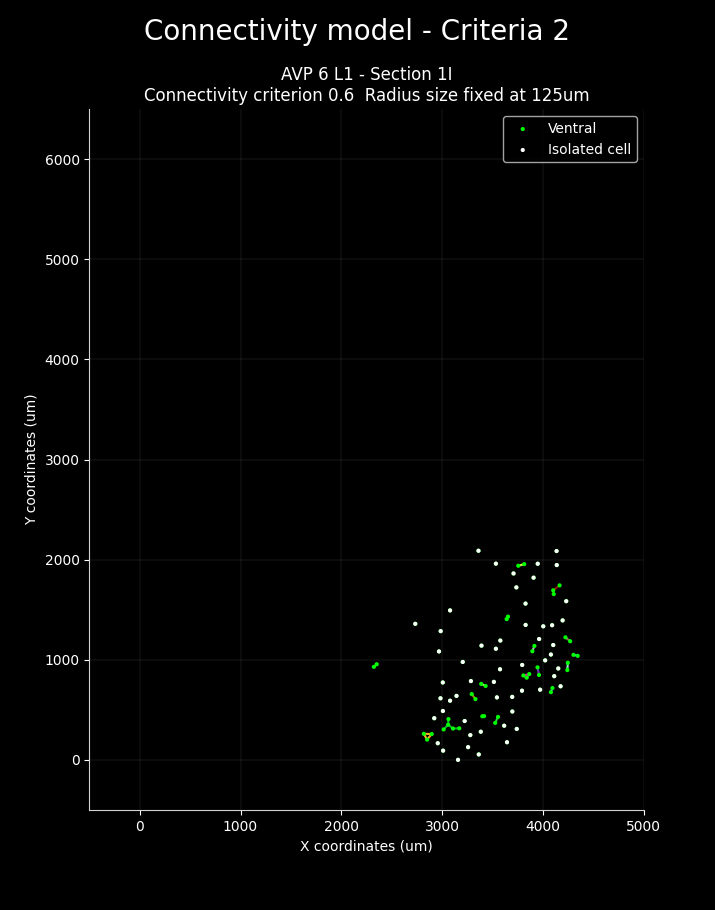 Connectivity model - Criteria 2
AVP 6 L1 - Section 1I
Connectivity criterion 0.6  Radius size fixed at 125um
Ventral
Isolated cell
6000
5000
4000
3000
2000
1000
0
Y coordinates (um)
0 1000 2000 3000 4000 5000
X coordinates (um)